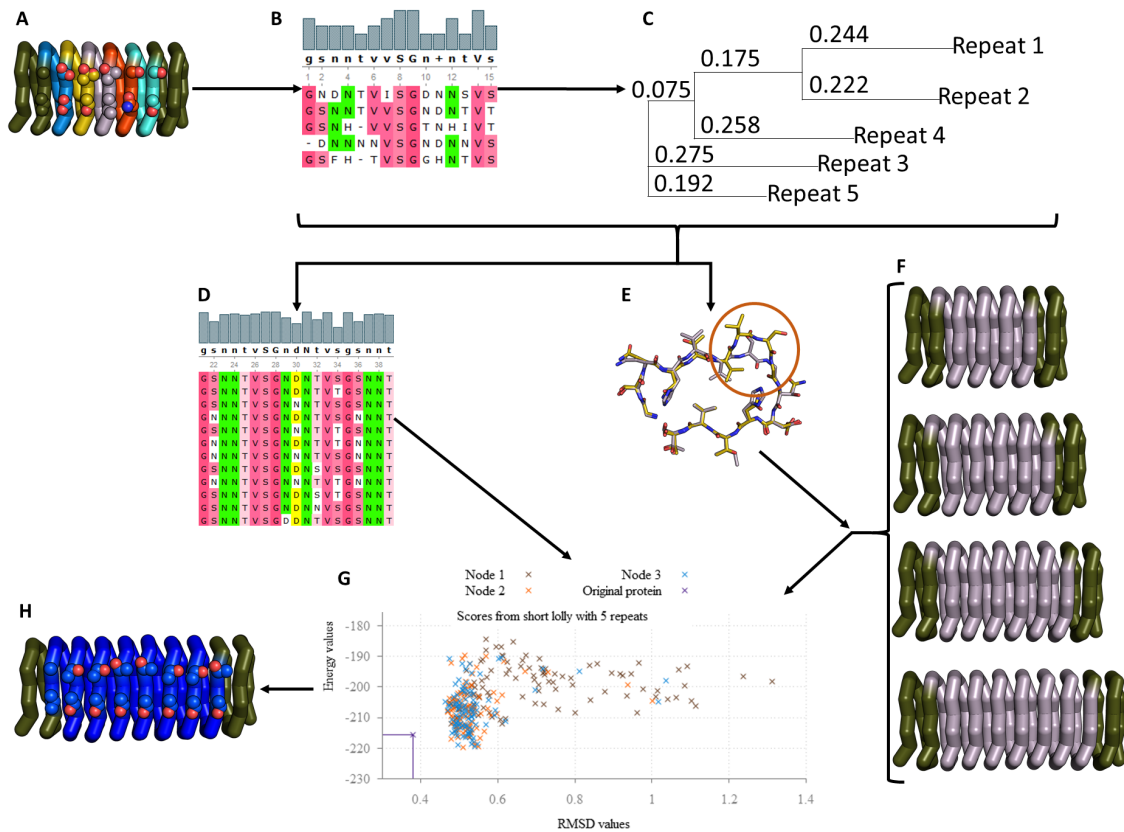 A
B
C
g s n n t v v S G n + n t V s
1 2 4 6 8 10 12 15
G N D N T V I S G D N N S V S
G S N N T V V S G N D N T V T
G S N H - V V S G T N H I V T
- D N N N N V S G N D N N V S
G S F H - T V S G G H N T V S
0.244
Repeat 1
0.175
0.222
Repeat 2
0.075
0.258
Repeat 4
0.275
Repeat 3
0.192
Repeat 5
D
E
F
g s n n t v S G n d N t v s g s n n t
22 24 26 28 30 32 34 36 38
G S N N T V S G N D N T V S G S N N T
G S N N T V S G N D N T V T G S N N T
G S N N T V S G N N N T V S G S N N T
G N N N T V S G N D N T V S G N N N T
G S N N T V S G N D N T V T G S N N T
G N N N T V S G N D N T V T G N N N T
G N N N T V S G N N N T V S G N N N T
G S N N T V S G N D N S V S G S N N T
G N N N T V S G N N N T V T G N N N T
G S N N T V S G N D N S V T G S N N T
G S N N T V S G N D N N V S G S N N T
G S N N T V S G D D N T V S G S N N T
G
Node 1
Node 3
Node 2
Original protein
Scores from short lolly with 5 repeats
Energy values
-180
-190
-200
-210
-220
-230
0.4 0.6 0.8 1 1.2 1.4
RMSD values
H